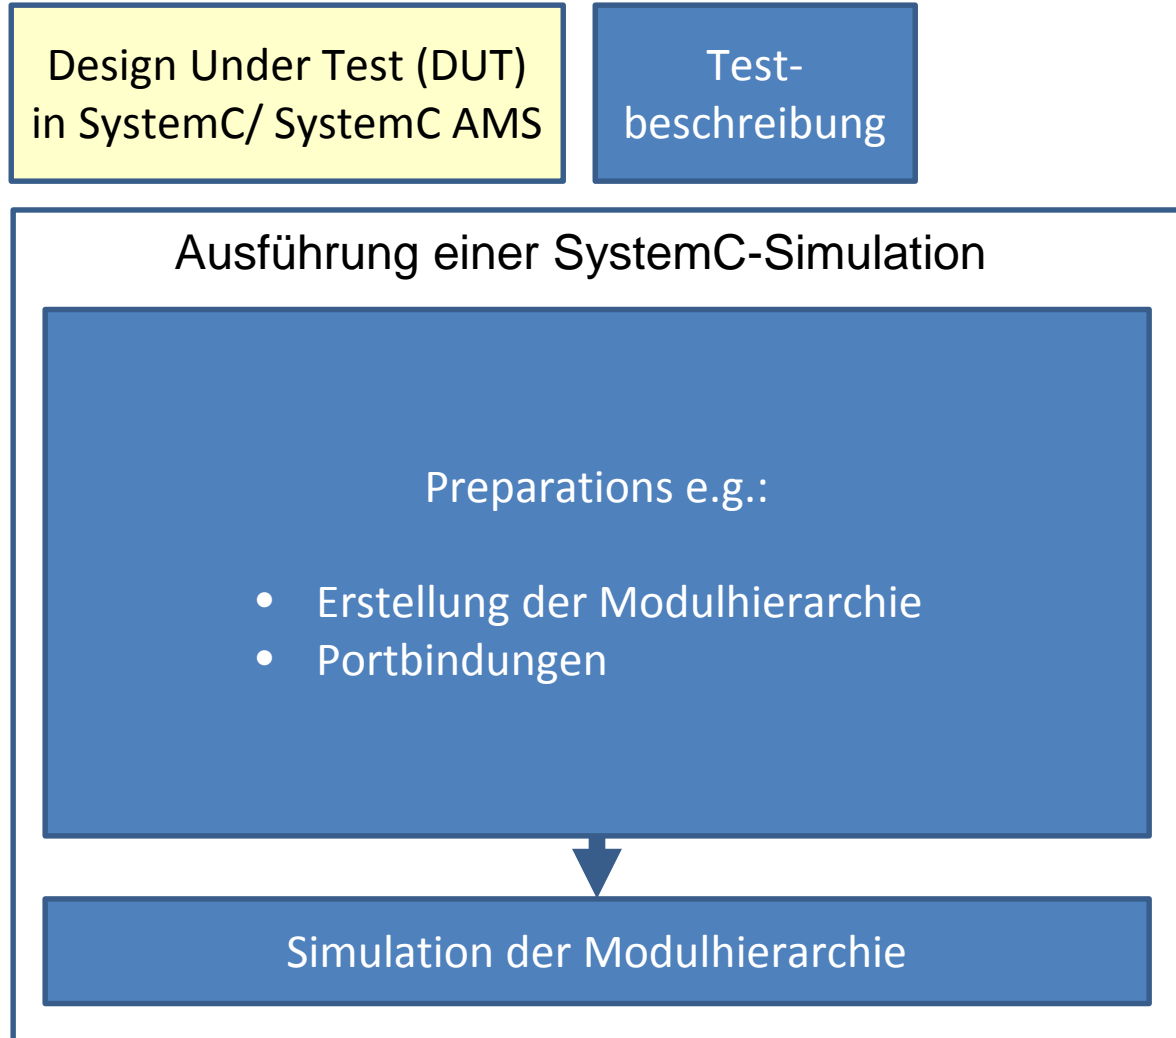 Design Under Test (DUT)
in SystemC/ SystemC AMS
Test-
beschreibung
Ausführung einer SystemC-Simulation
Preparations e.g.:
• Erstellung der Modulhierarchie
• Portbindungen
Simulation der Modulhierarchie